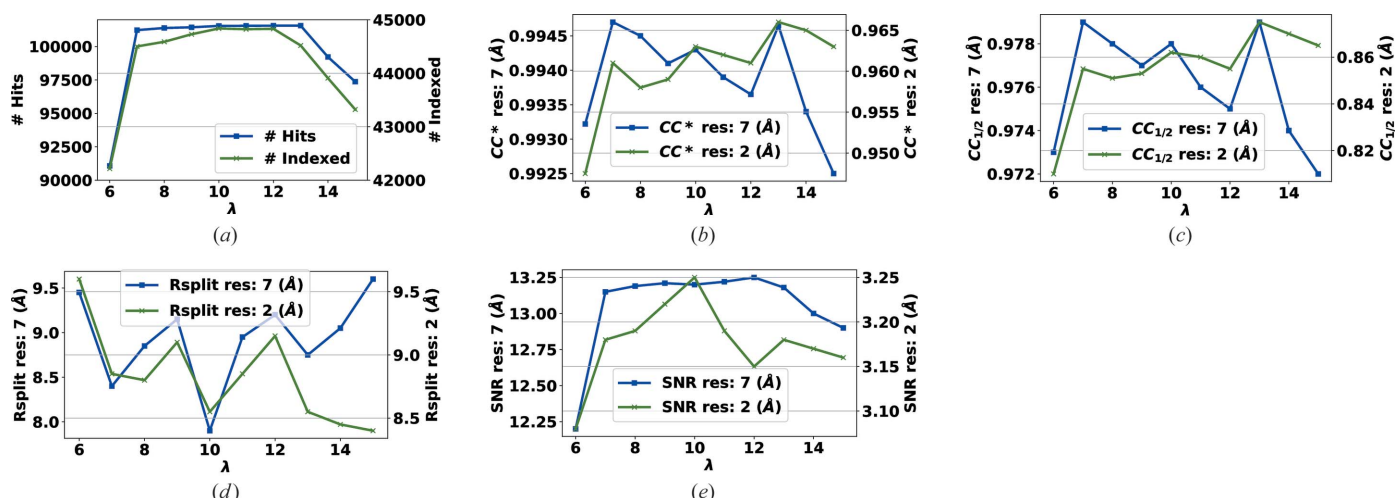 # Hits
100000
97500
95000
92500
90000
# Hits
# Indexed
45000
44000
43000
42000
# Indexed
6 8 10 12 14
λ
(a)
CC* res: 7 (Å)
0.9945
0.9940
0.9935
0.9930
0.9925
CC* res: 7 (Å)
CC* res: 2 (Å)
0.965
0.960
0.955
0.950
CC* res: 2 (Å)
6 8 10 12 14
λ
(b)
CC1/2 res: 7 (Å)
0.978
0.976
0.974
0.972
CC1/2 res: 7 (Å)
CC1/2 res: 2 (Å)
0.86
0.84
0.82
CC1/2 res: 2 (Å)
6 8 10 12 14
λ
(c)
Rsplit res: 7 (Å)
9.5
9.0
8.5
8.0
Rsplit res: 7 (Å)
Rsplit res: 2 (Å)
9.5
9.0
8.5
Rsplit res: 2 (Å)
6 8 10 12 14
λ
(d)
SNR res: 7 (Å)
13.25
13.00
12.75
12.50
12.25
SNR res: 7 (Å)
SNR res: 2 (Å)
3.25
3.20
3.15
3.10
SNR res: 2 (Å)
6 8 10 12 14
λ
(e)